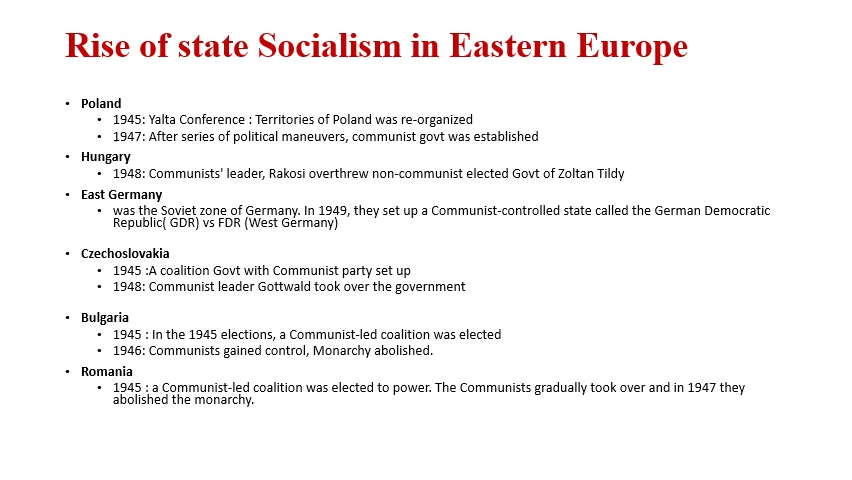 Rise of state Socialism in Eastern Europe
• Poland
• 1945: Yalta Conference : Territories of Poland was re-organized
• 1947: After series of political maneuvers, communist govt was established
• Hungary
• 1948: Communists' leader, Rakosi overthrew non-communist elected Govt of Zoltan Tildy
• East Germany
• was the Soviet zone of Germany. In 1949, they set up a Communist-controlled state called the German Democratic
Republic( GDR) vs FDR (West Germany)
• Czechoslovakia
• 1945 :A coalition Govt with Communist party set up
• 1948: Communist leader Gottwald took over the government
• Bulgaria
• 1945 : In the 1945 elections, a Communist-led coalition was elected
• 1946: Communists gained control, Monarchy abolished.
• Romania
• 1945 : a Communist-led coalition was elected to power. The Communists gradually took over and in 1947 they
abolished the monarchy.